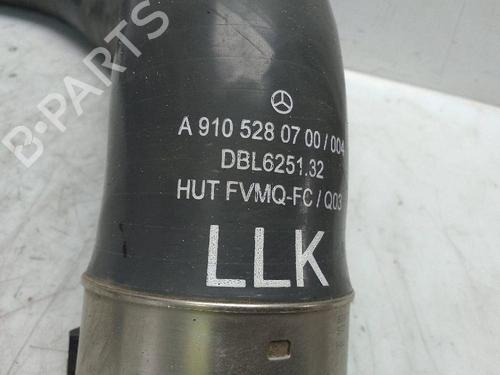 B-PARTS
A 910 528 07 00 / 004
DBL6251.32
HUT FVMQ-FC / Q03
LLK